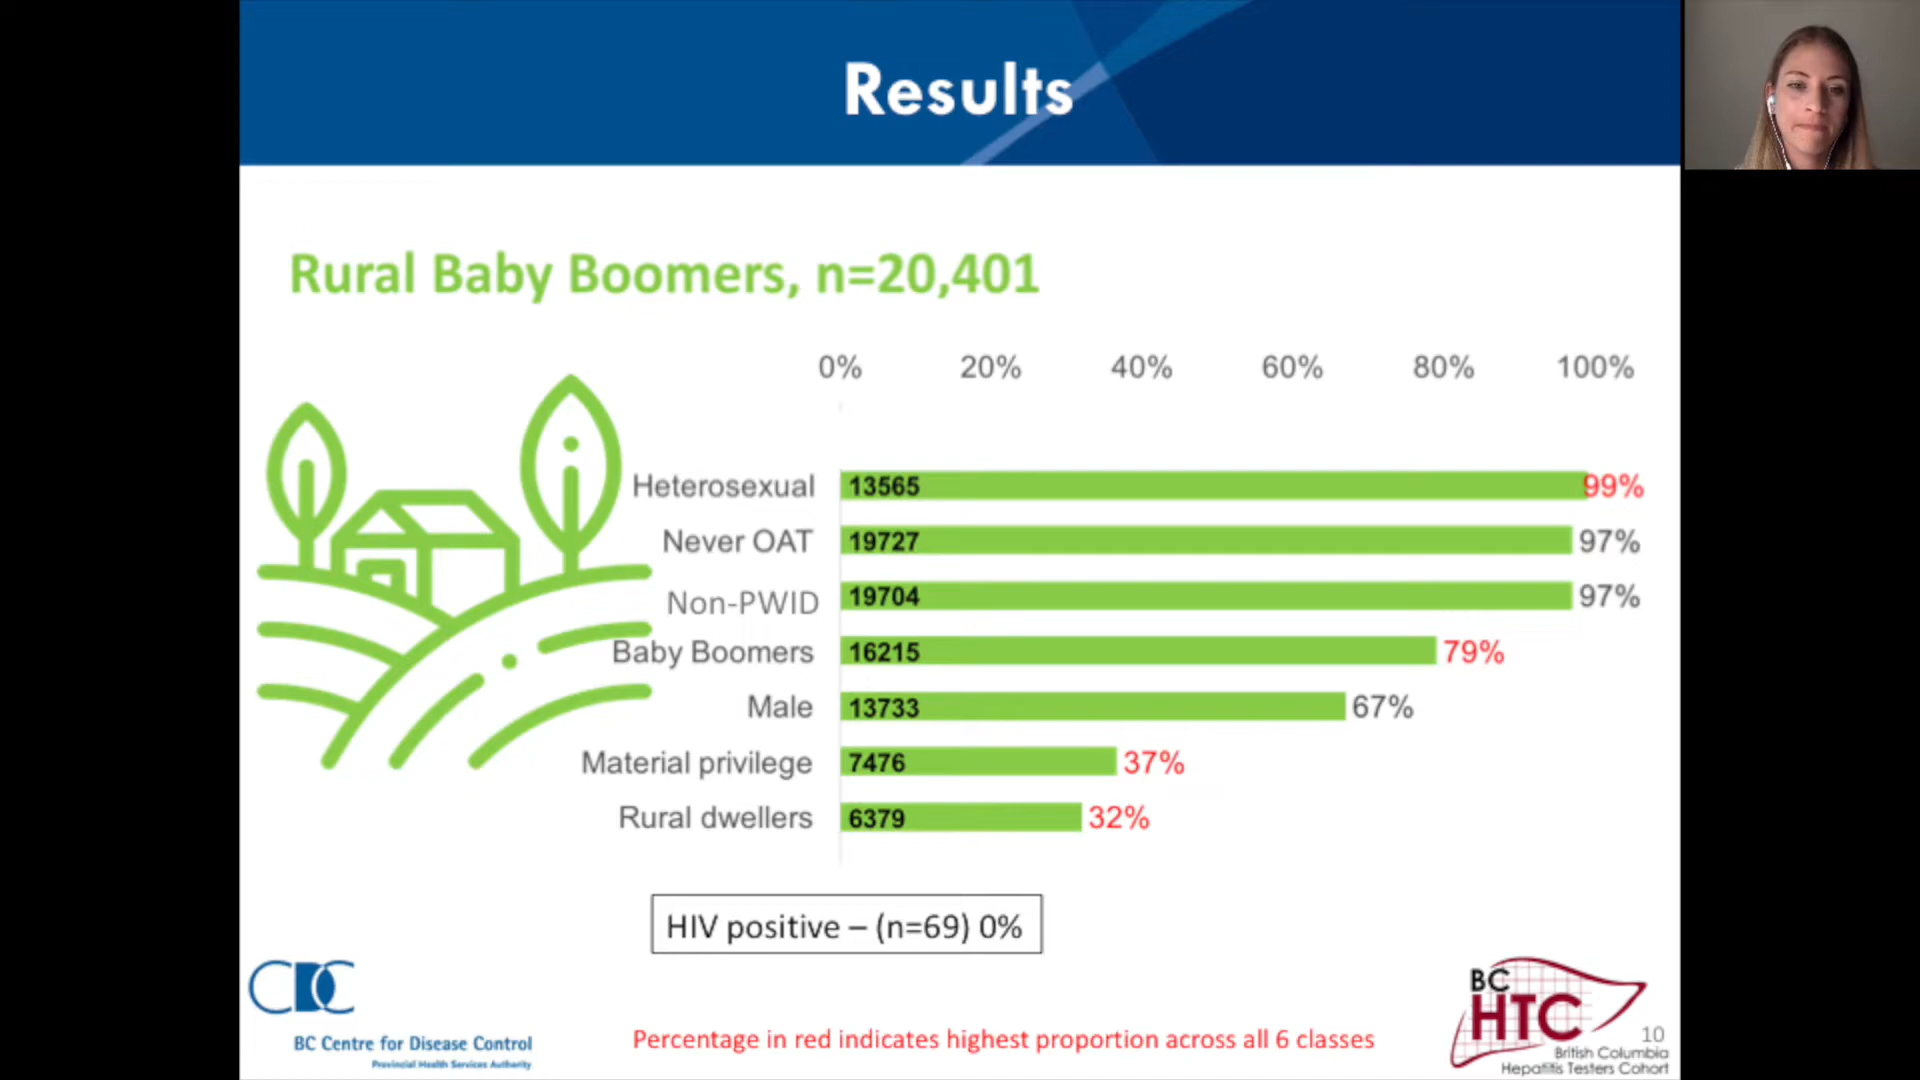 Results
Rural Baby Boomers, n=20,401
0% 20% 40% 60% 80% 100%
Heterosexual 13565 99%
Never OAT 19727 97%
Non-PWID 19704 97%
Baby Boomers 16215 79%
Male 13733 67%
Material privilege 7476 37%
Rural dwellers 6379 32%
HIV positive – (n=69) 0%
CDC
BC Centre for Disease Control
Provincial Health Services Authority
Percentage in red indicates highest proportion across all 6 classes
BC
HTC
10
British Columbia
Hepatitis Testers Cohort